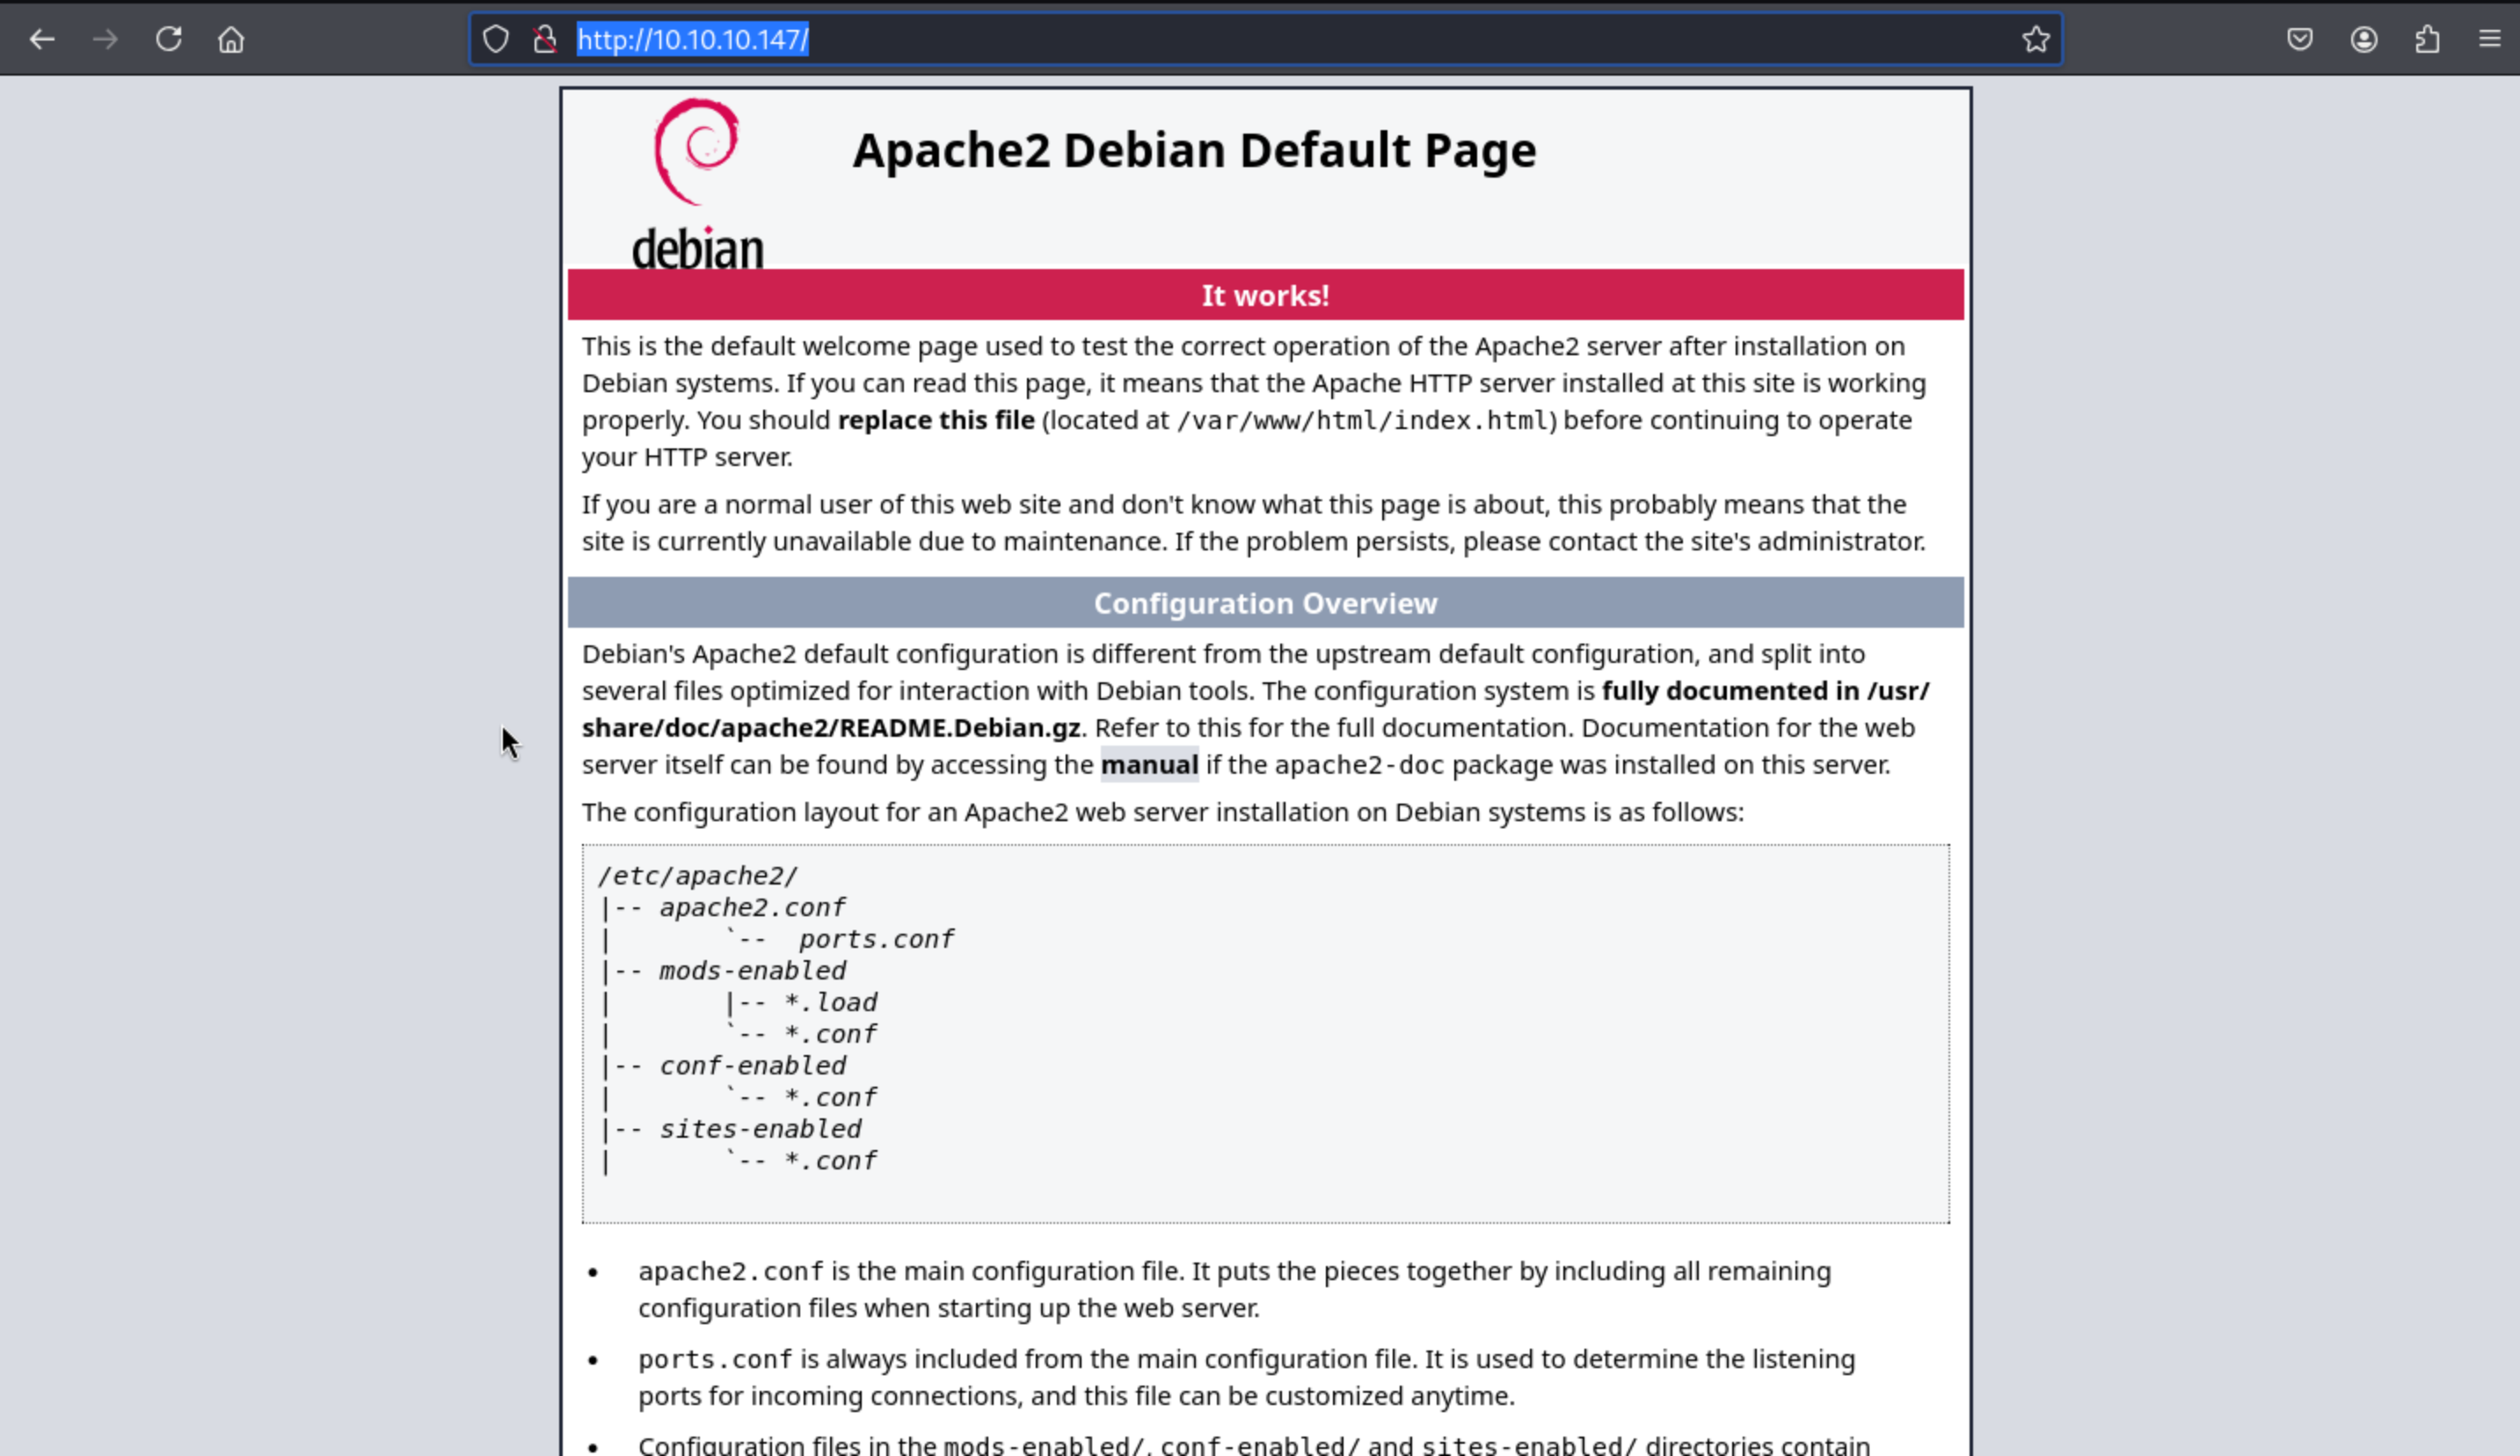 http://10.10.10.147/
Apache2 Debian Default Page
debian
It works!
This is the default welcome page used to test the correct operation of the Apache2 server after installation on
Debian systems. If you can read this page, it means that the Apache HTTP server installed at this site is working
properly. You should replace this file (located at /var/www/html/index.html) before continuing to operate
your HTTP server.
If you are a normal user of this web site and don't know what this page is about, this probably means that the
site is currently unavailable due to maintenance. If the problem persists, please contact the site's administrator.
Configuration Overview
Debian's Apache2 default configuration is different from the upstream default configuration, and split into
several files optimized for interaction with Debian tools. The configuration system is fully documented in /usr/
share/doc/apache2/README.Debian.gz. Refer to this for the full documentation. Documentation for the web
server itself can be found by accessing the manual if the apache2-doc package was installed on this server.
The configuration layout for an Apache2 web server installation on Debian systems is as follows:
/etc/apache2/
|-- apache2.conf
|       `--  ports.conf
|-- mods-enabled
|       |-- *.load
|       `-- *.conf
|-- conf-enabled
|       `-- *.conf
|-- sites-enabled
|       `-- *.conf
• apache2.conf is the main configuration file. It puts the pieces together by including all remaining
configuration files when starting up the web server.
• ports.conf is always included from the main configuration file. It is used to determine the listening
ports for incoming connections, and this file can be customized anytime.
• Configuration files in the mods-enabled/, conf-enabled/ and sites-enabled/ directories contain